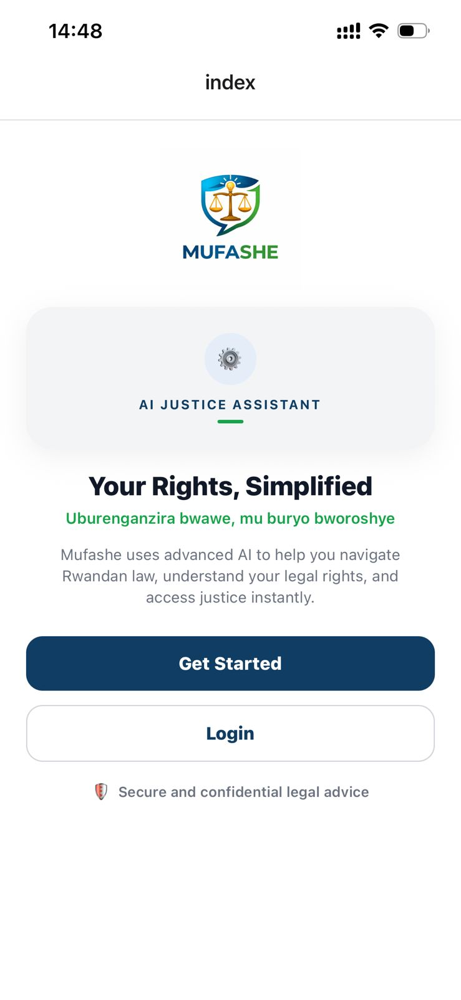 14:48
index
MUFASHE
AI JUSTICE ASSISTANT
Your Rights, Simplified
Uburenganzira bwawe, mu buryo bworoshye
Mufashe uses advanced AI to help you navigate
Rwandan law, understand your legal rights, and
access justice instantly.
Get Started
Login
Secure and confidential legal advice